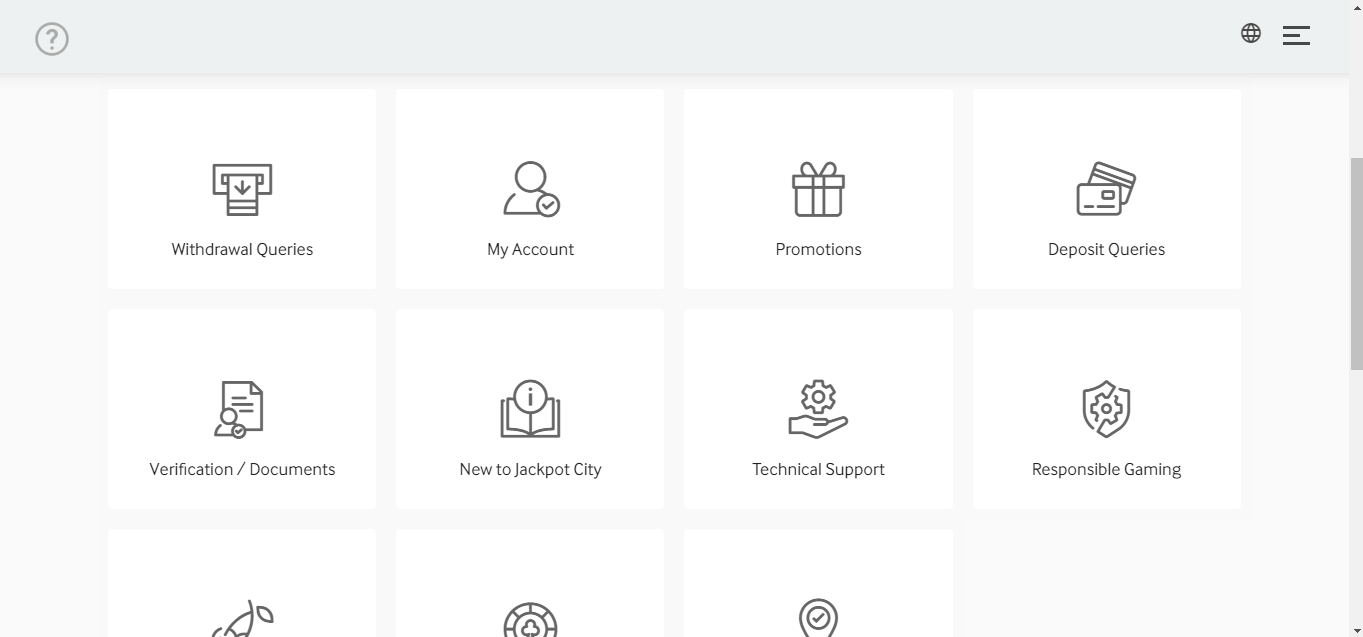 Withdrawal Queries
My Account
Promotions
Deposit Queries
Verification / Documents
New to Jackpot City
Technical Support
Responsible Gaming